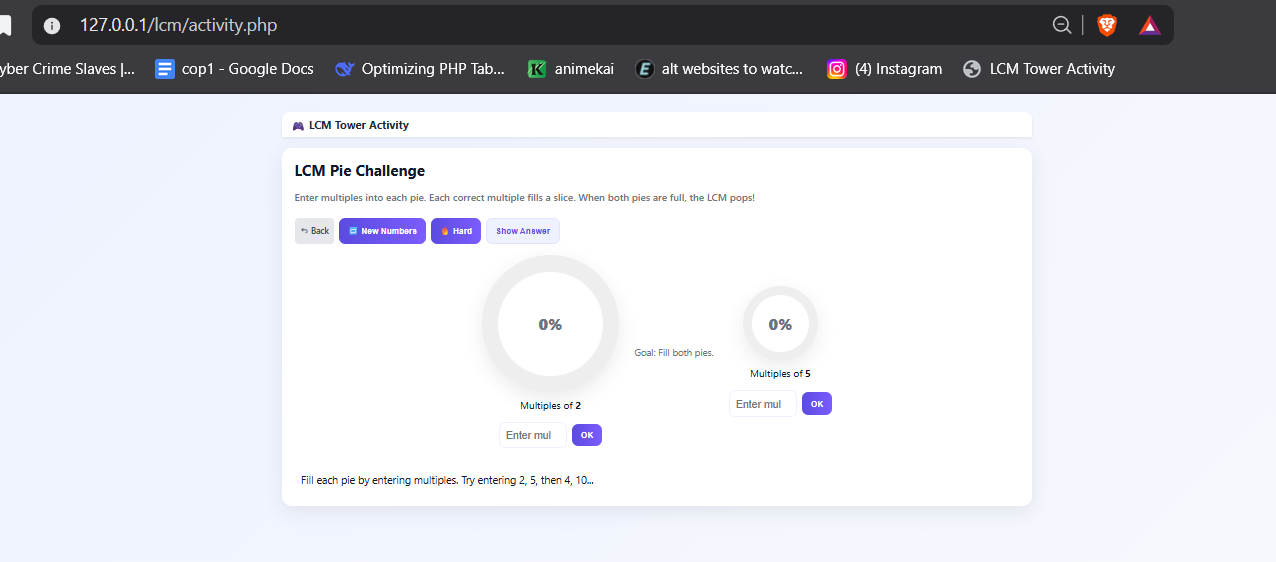 127.0.0.1/lcm/activity.php
yber Crime Slaves |... cop1 - Google Docs Optimizing PHP Tab... animekai alt websites to watc... (4) Instagram LCM Tower Activity
LCM Tower Activity
LCM Pie Challenge
Enter multiples into each pie. Each correct multiple fills a slice. When both pies are full, the LCM pops!
Back New Numbers Hard Show Answer
0% 0%
Goal: Fill both pies.
Multiples of 5
Enter mul OK
Multiples of 2
Enter mul OK
Fill each pie by entering multiples. Try entering 2, 5, then 4, 10...